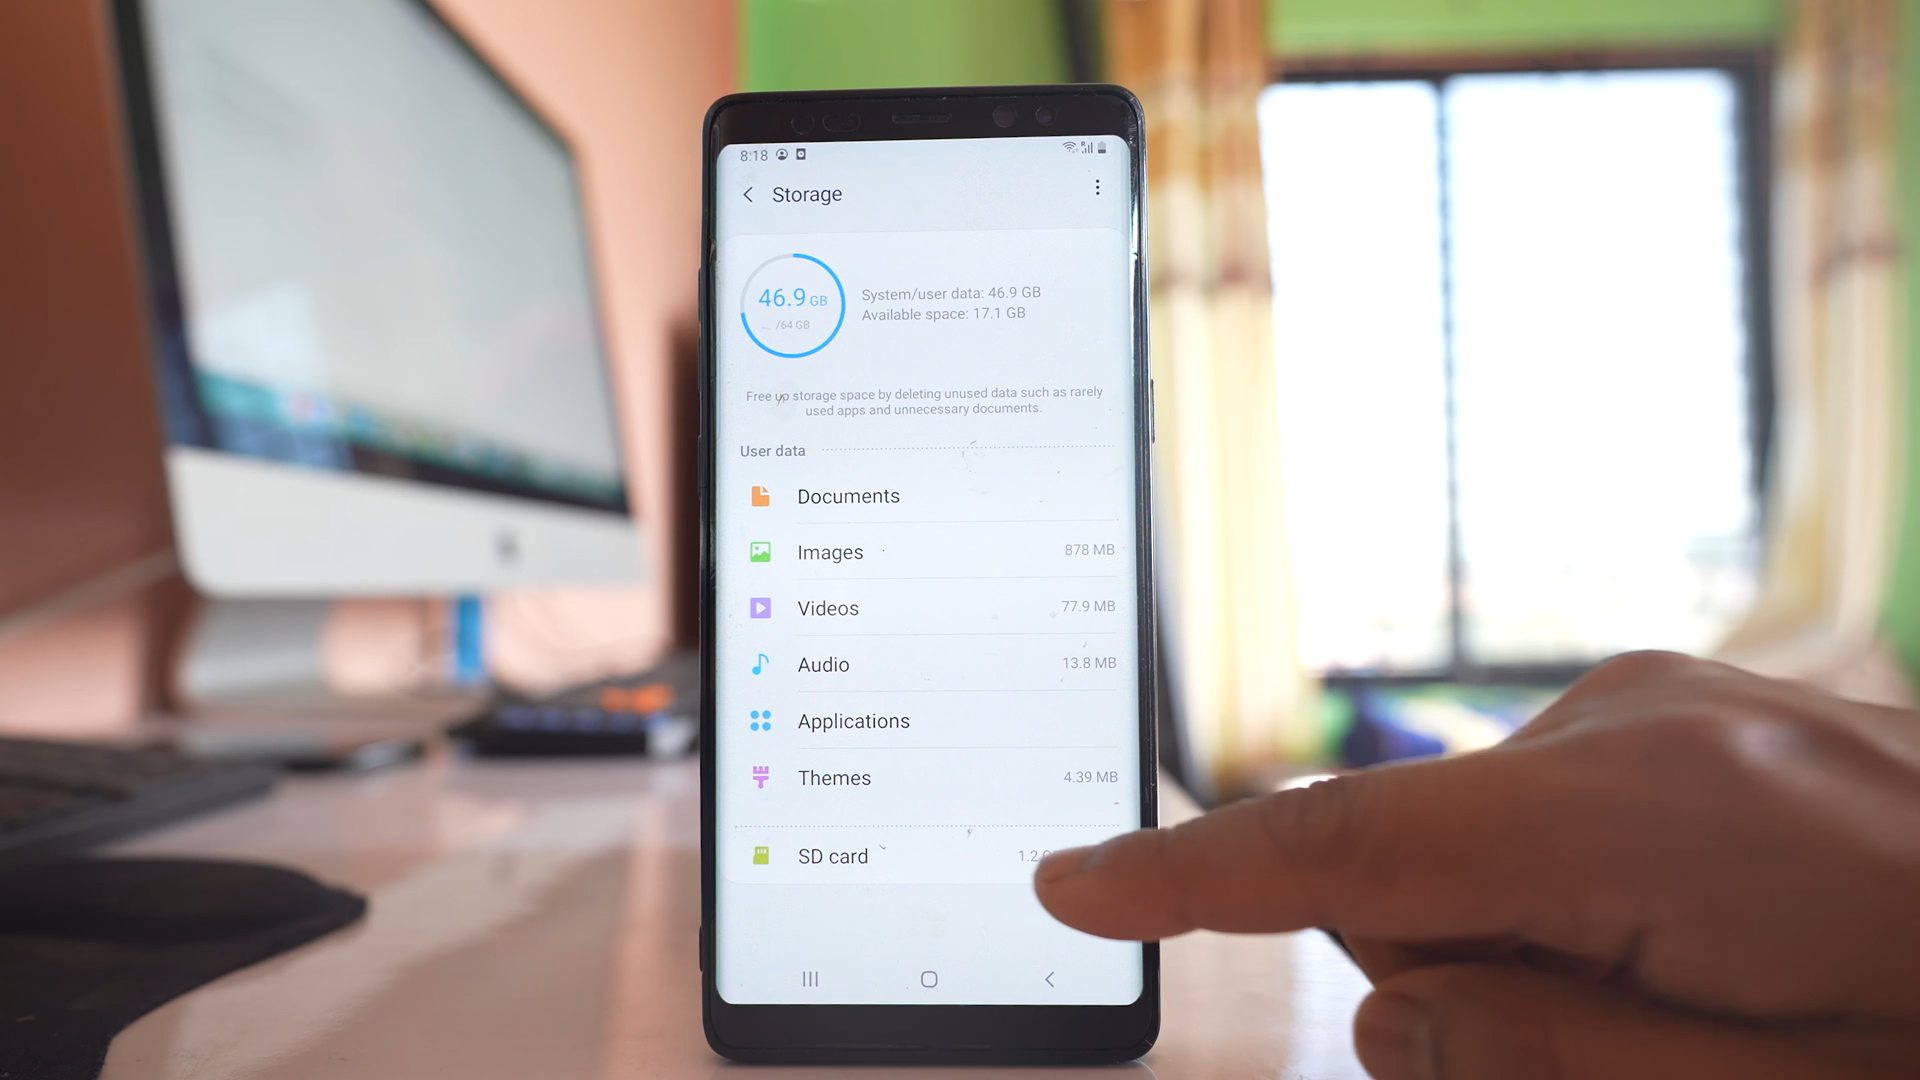 8:18
Storage
46.9 GB
/64 GB
System/user data: 46.9 GB
Available space: 17.1 GB
Free up storage space by deleting unused data such as rarely
used apps and unnecessary documents.
User data
Documents
Images 878 MB
Videos 77.9 MB
Audio 13.8 MB
Applications
Themes 4.39 MB
SD card 1.2